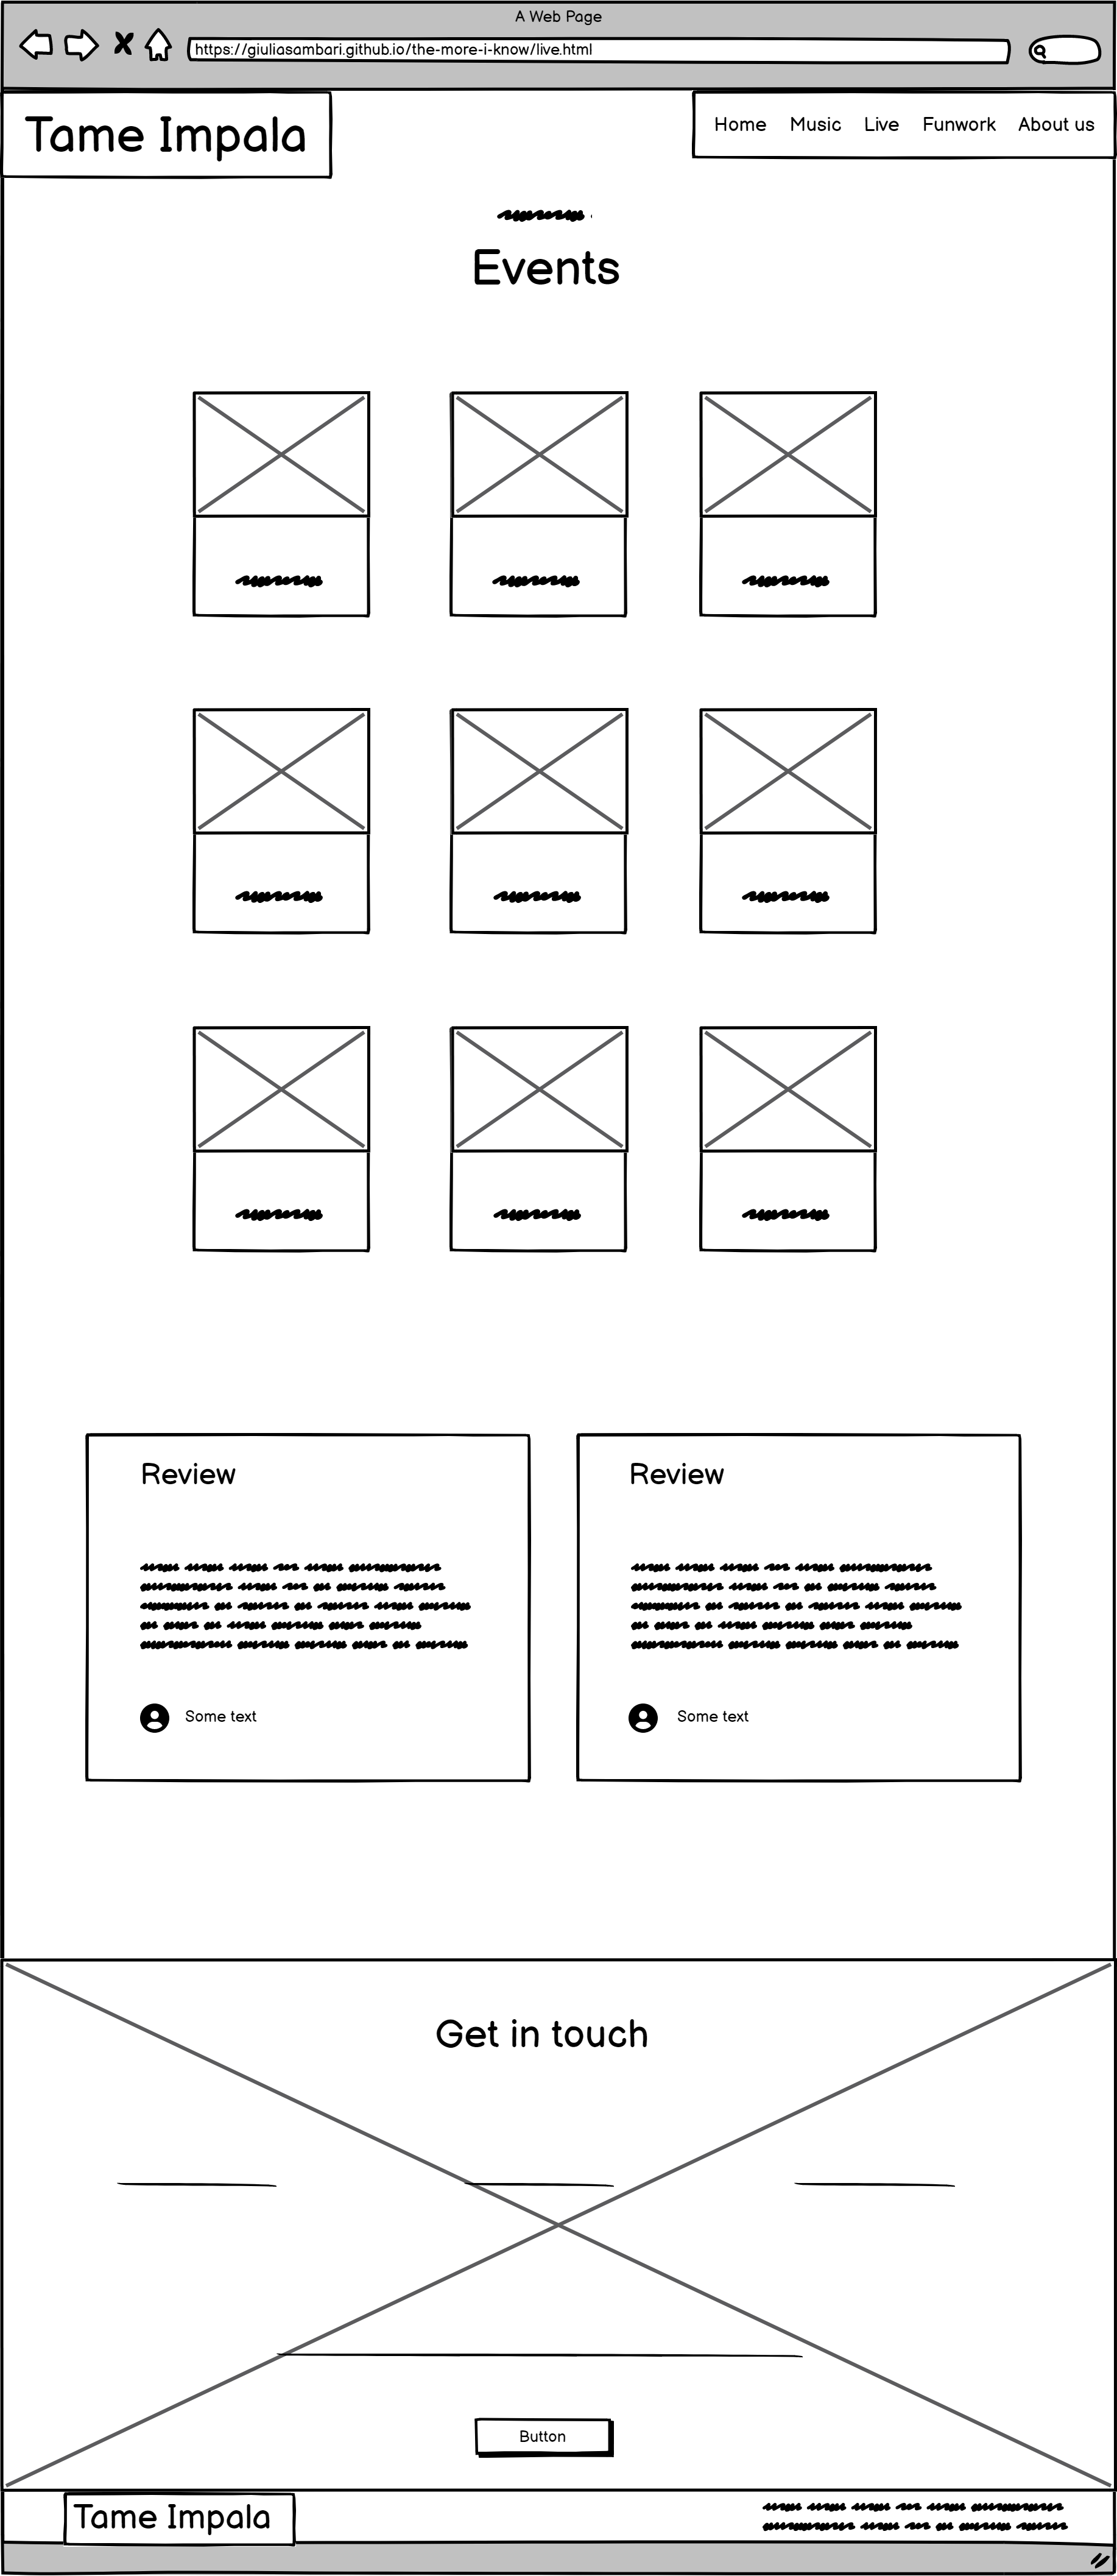 A Web Page
https://giuliasambari.github.io/the-more-i-know/live.html
Tame Impala
Home Music Live Funwork About us
Events
Review
Some text
Review
Some text
Get in touch
Button
Tame Impala